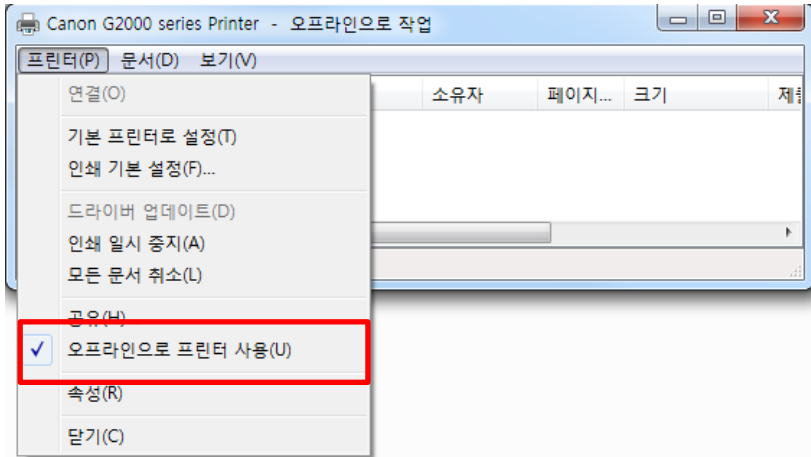 Canon G2000 series Printer - 오프라인으로 작업
프린터(P) 문서(D) 보기(V)
소유자 페이지... 크기
연결(O)
기본 프린터로 설정(T)
인쇄 기본 설정(F)...
드라이버 업데이트(D)
인쇄 일시 중지(A)
모든 문서 취소(L)
공유(H)
오프라인으로 프린터 사용(U)
속성(R)
닫기(C)